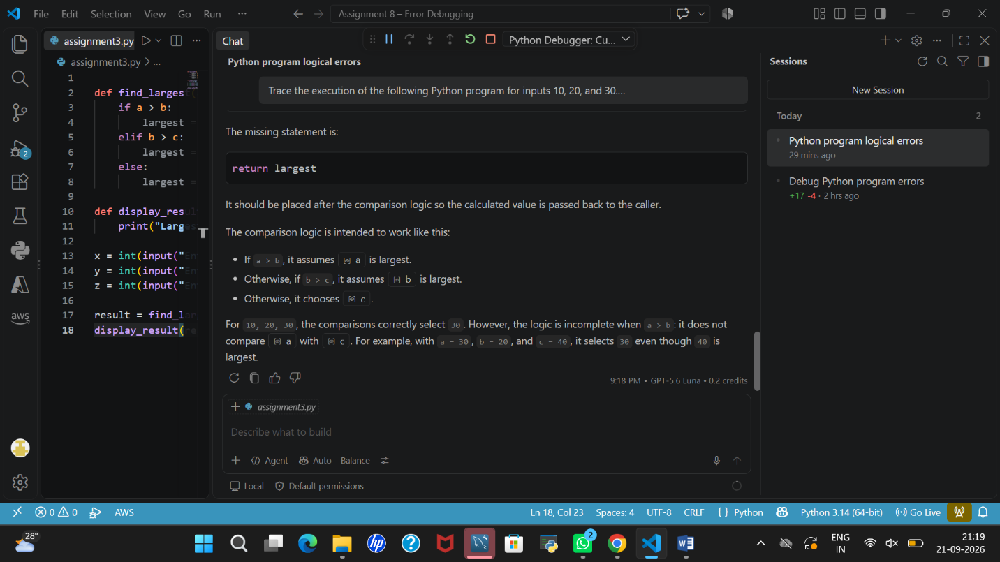 File Edit Selection View Go Run ··· Assignment 8 – Error Debugging
assignment3.py
Chat
Python Debugger: Cu...
assignment3.py > ...
1
2 def find_largest
3 if a > b:
4 largest =
5 elif b > c:
6 largest =
7 else:
8 largest =
9
10 def display_resul
11 print("Larges
12
13 x = int(input("En
14 y = int(input("En
15 z = int(input("En
16
17 result = find_lar
18 display_result(re
2
Python program logical errors
Trace the execution of the following Python program for inputs 10, 20, and 30....
The missing statement is:
return largest
It should be placed after the comparison logic so the calculated value is passed back to the caller.
The comparison logic is intended to work like this:
• If a > b, it assumes a is largest.
• Otherwise, if b > c, it assumes b is largest.
• Otherwise, it chooses c.
For 10, 20, 30, the comparisons correctly select 30. However, the logic is incomplete when a > b: it does not
compare a with c. For example, with a = 30, b = 20, and c = 40, it selects 30 even though 40 is
largest.
9:18 PM • GPT-5.6 Luna • 0.2 credits
assignment3.py
Describe what to build
Agent Auto Balance
Local Default permissions
Sessions
New Session
Today 2
Python program logical errors
29 mins ago
Debug Python program errors
+17 -4 · 2 hrs ago
aws
0 0 AWS Ln 18, Col 23 Spaces: 4 UTF-8 CRLF { } Python Python 3.14 (64-bit) Go Live
28°
hp
2
ENG
IN
21:19
21-09-2026